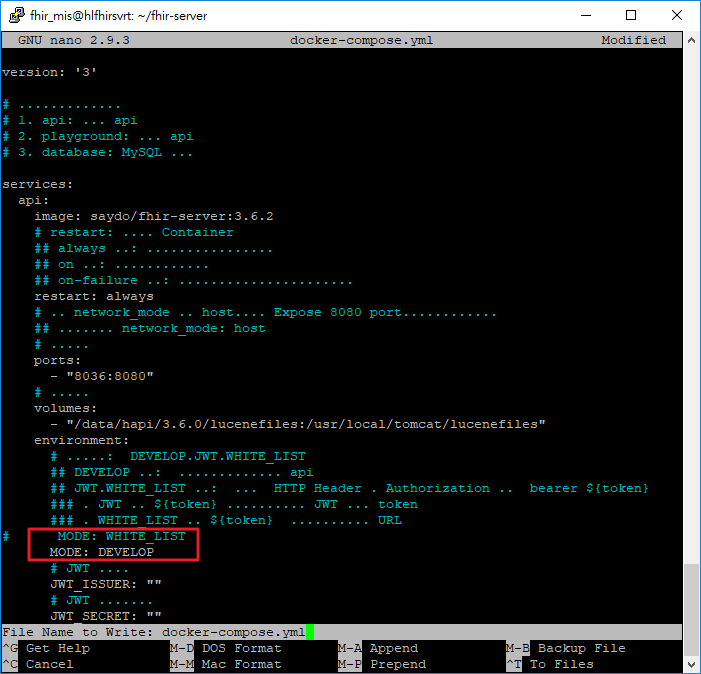 fhir_mis@hlfhirsvrt: ~/fhir-server
GNU nano 2.9.3 docker-compose.yml Modified
version: '3'
# .............
# 1. api: ... api
# 2. playground: ... api
# 3. database: MySQL ...
services:
  api:
    image: saydo/fhir-server:3.6.2
    # restart: .... Container
    ## always ..: ................
    ## on ..: ............
    ## on-failure ..: ......................
    restart: always
    # .. network_mode .. host.... Expose 8080 port............
    ## ....... network_mode: host
    # .....
    ports:
      - "8036:8080"
    # .....
    volumes:
      - "/data/hapi/3.6.0/lucenefiles:/usr/local/tomcat/lucenefiles"
    environment:
      # .....:  DEVELOP.JWT.WHITE_LIST
      ## DEVELOP ..:  ............. api
      ## JWT.WHITE_LIST ..:  ...  HTTP Header . Authorization ..  bearer ${token}
      ### . JWT .. ${token} .......... JWT ... token
      ### . WHITE_LIST .. ${token}  .......... URL
#      MODE: WHITE_LIST
      MODE: DEVELOP
      # JWT ....
      JWT_ISSUER: ""
      # JWT .......
      JWT_SECRET: ""
File Name to Write: docker-compose.yml
^G Get Help M-D DOS Format M-A Append M-B Backup File
^C Cancel M-M Mac Format M-P Prepend ^T To Files